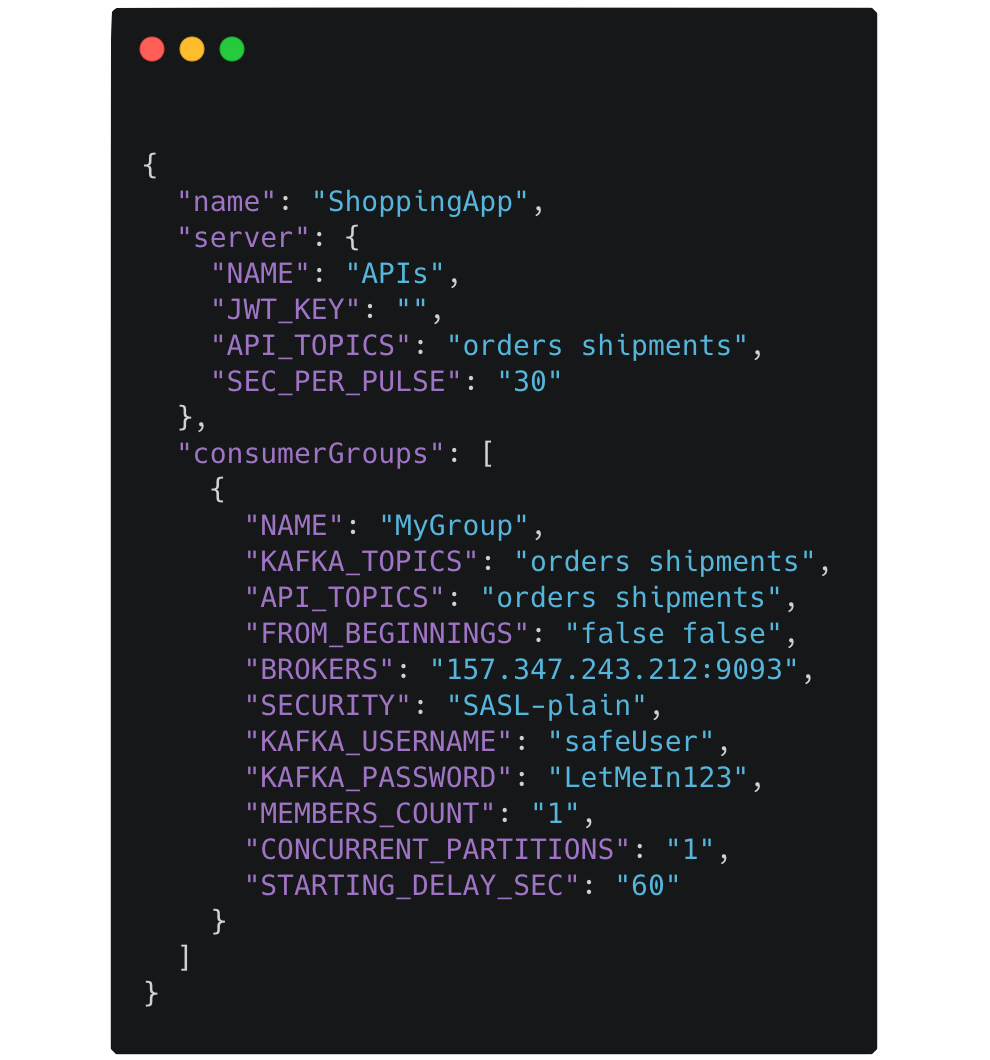 {
  "name": "ShoppingApp",
  "server": {
    "NAME": "APIs",
    "JWT_KEY": "",
    "API_TOPICS": "orders shipments",
    "SEC_PER_PULSE": "30"
  },
  "consumerGroups": [
    {
      "NAME": "MyGroup",
      "KAFKA_TOPICS": "orders shipments",
      "API_TOPICS": "orders shipments",
      "FROM_BEGINNINGS": "false false",
      "BROKERS": "157.347.243.212:9093",
      "SECURITY": "SASL-plain",
      "KAFKA_USERNAME": "safeUser",
      "KAFKA_PASSWORD": "LetMeIn123",
      "MEMBERS_COUNT": "1",
      "CONCURRENT_PARTITIONS": "1",
      "STARTING_DELAY_SEC": "60"
    }
  ]
}